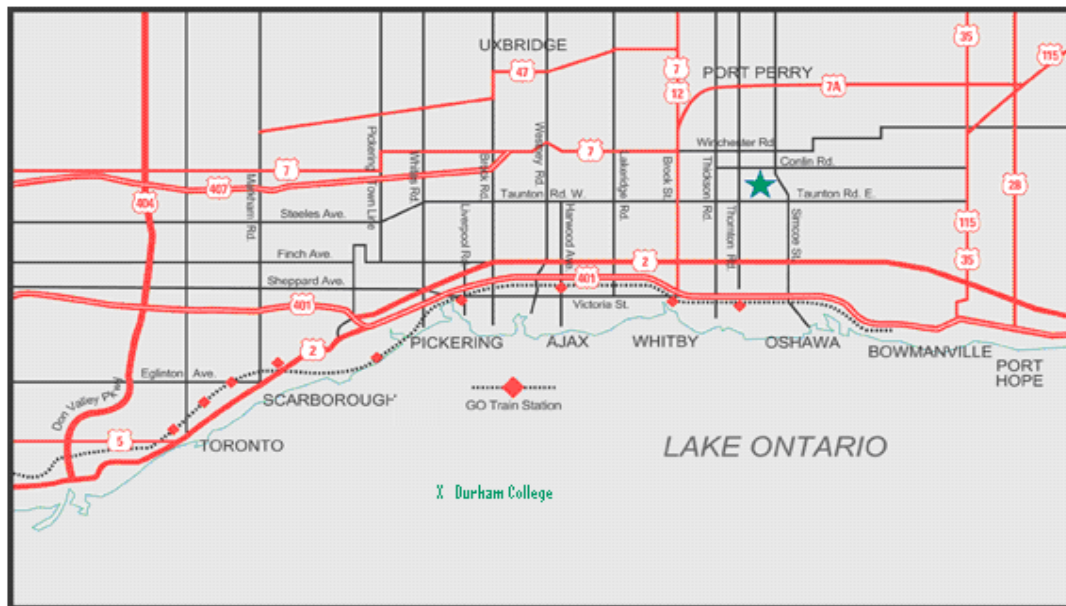 UXBRIDGE
47
7
12
PORT PERRY
7A
35
115
Winchester Rd.
Conlin Rd.
7
7
407
404
Markham Rd.
Pickering Town Line
Whites Rd.
Brock Rd.
Westney Rd.
Lakeridge Rd.
Brock St.
Thickson Rd.
Taunton Rd. W.
Taunton Rd. E.
28
Steeles Ave.
Liverpool Rd.
Harwood Ave.
Thornton Rd.
Simcoe St.
115
35
Finch Ave.
2
Sheppard Ave.
401
401
Victoria St.
2
PICKERING
AJAX
WHITBY
OSHAWA
BOWMANVILLE
PORT
HOPE
Eglinton Ave.
Don Valley Pkwy
SCARBOROUGH
GO Train Station
5
TORONTO
LAKE ONTARIO
X Durham College